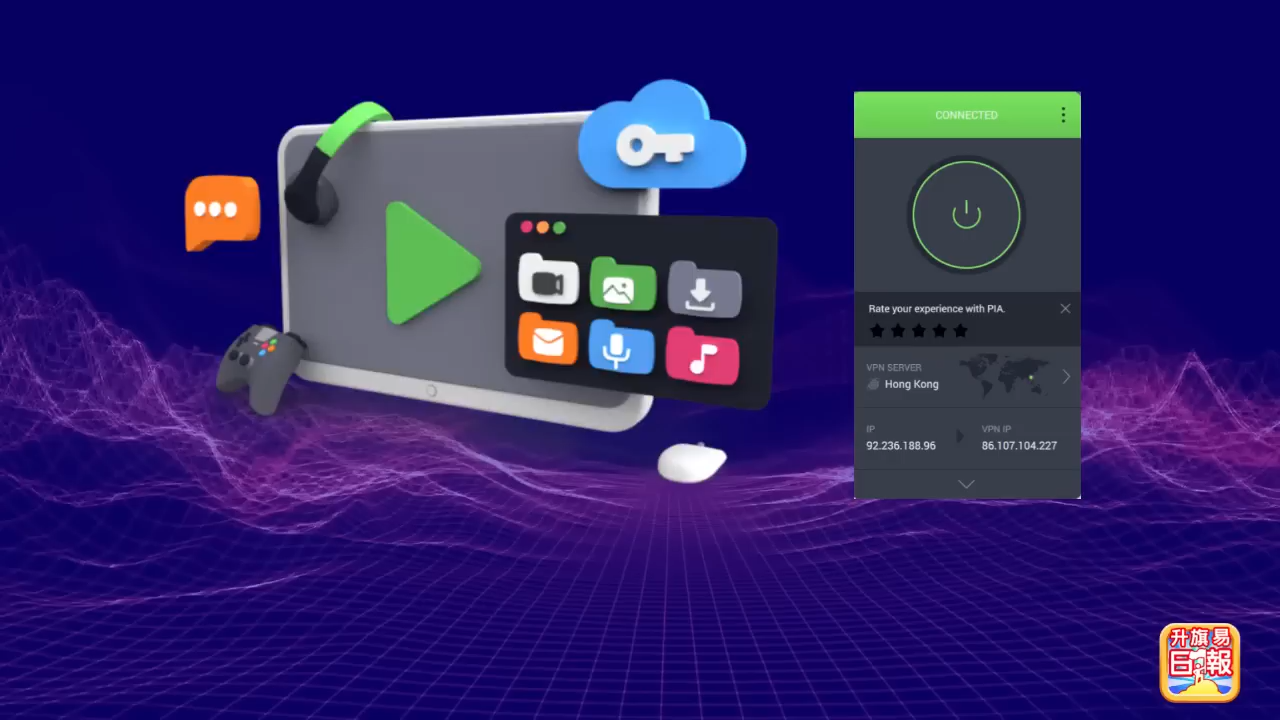 CONNECTED
Rate your experience with PIA.
VPN SERVER
Hong Kong
IP
VPN IP
92.236.188.96
86.107.104.227
升旗易
日報